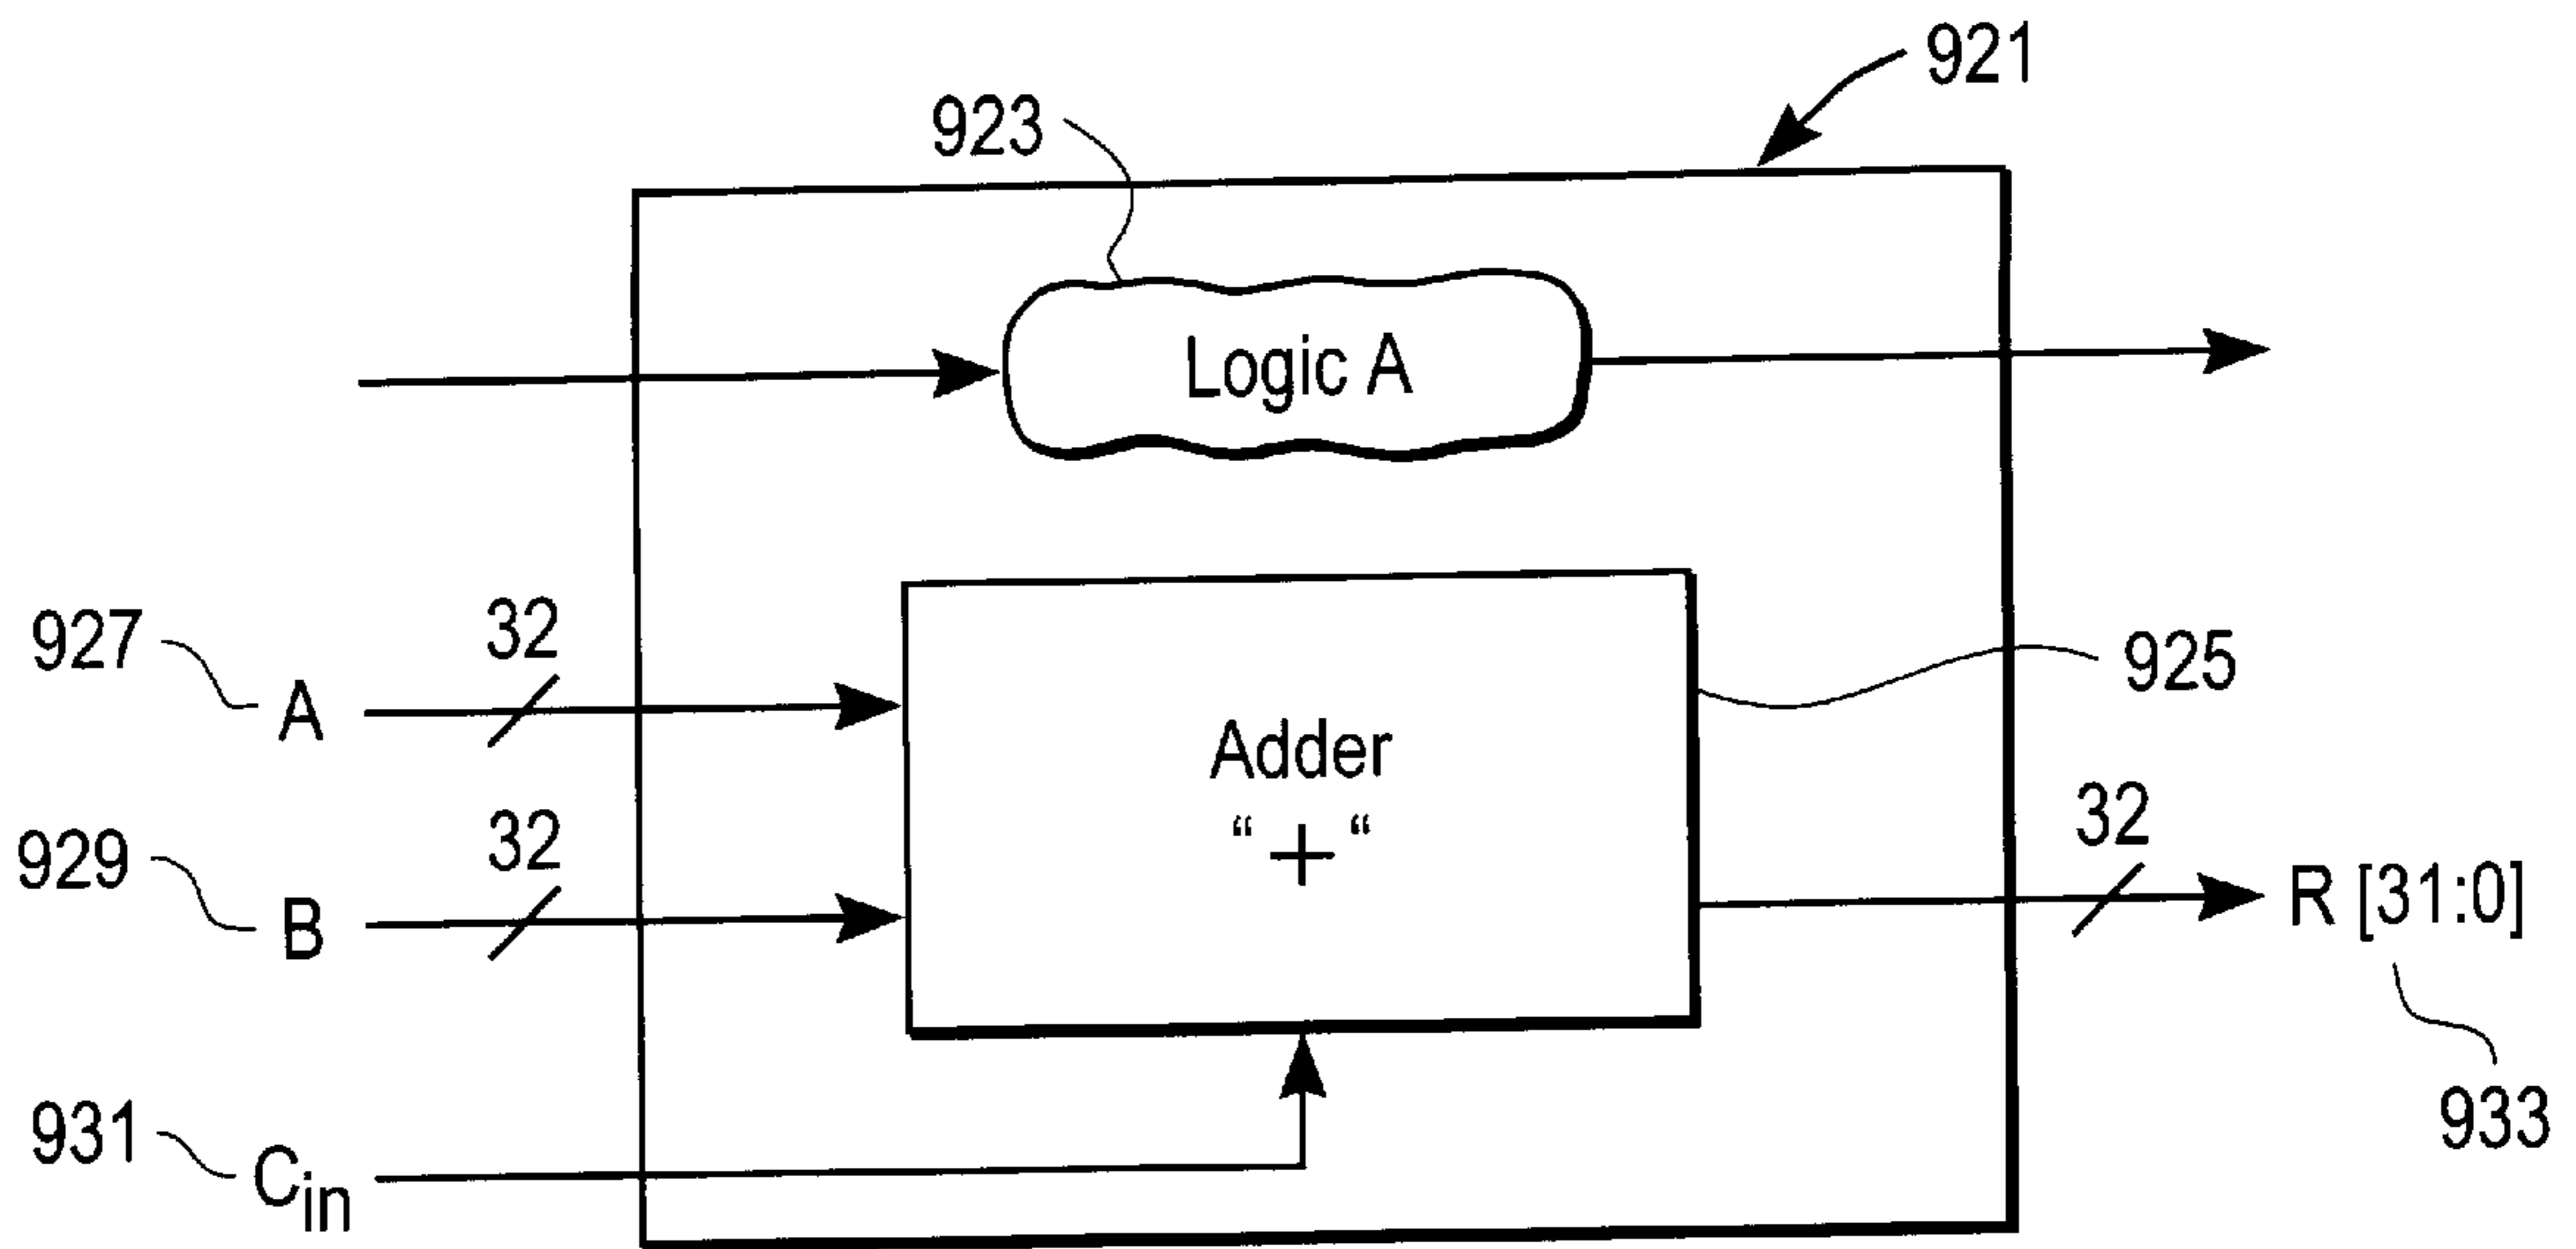 921
923
Logic A
927
A
32
925
Adder
“ + “
929
B
32
32
R [31:0]
933
931
Cin